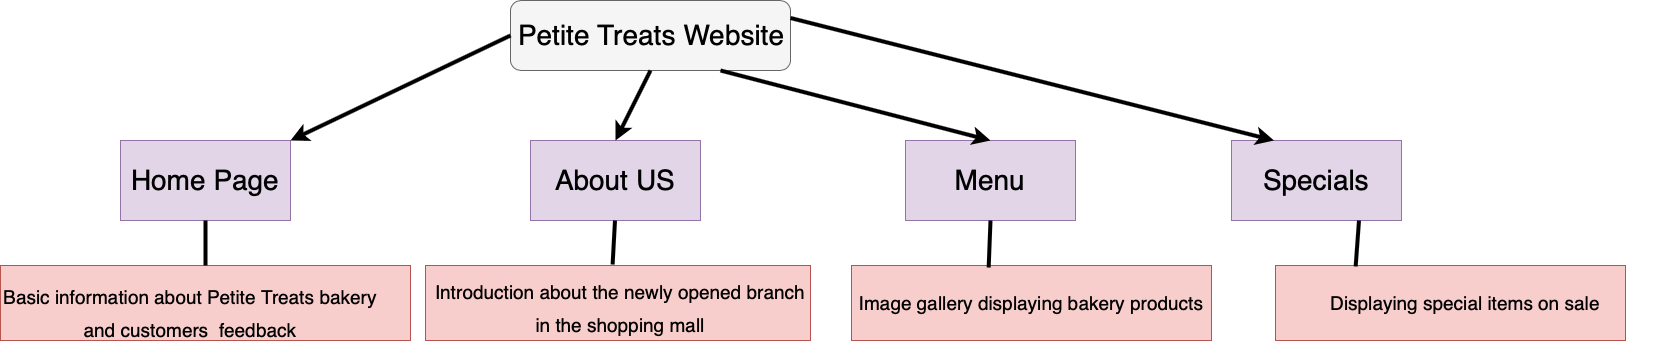 Petite Treats Website
Home Page
About US
Menu
Specials
Basic information about Petite Treats bakery
and customers  feedback
Introduction about the newly opened branch
in the shopping mall
Image gallery displaying bakery products
Displaying special items on sale